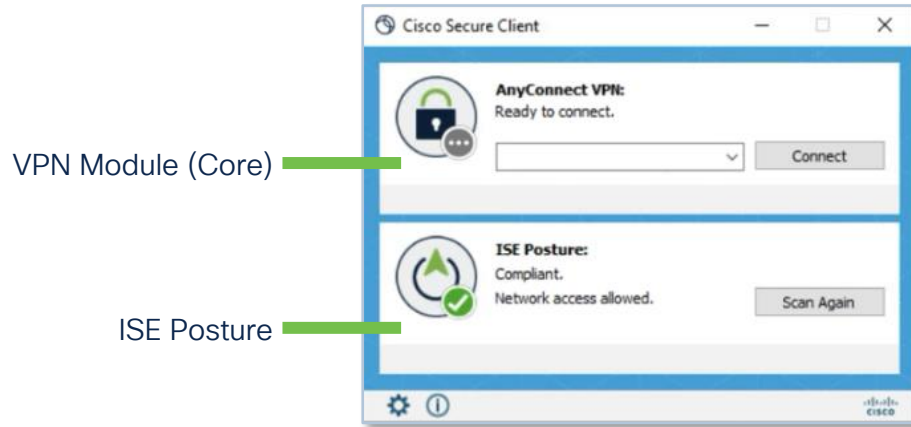 Cisco Secure Client
AnyConnect VPN:
Ready to connect.
VPN Module (Core)
Connect
ISE Posture:
Compliant.
Network access allowed.
Scan Again
ISE Posture
CISCO